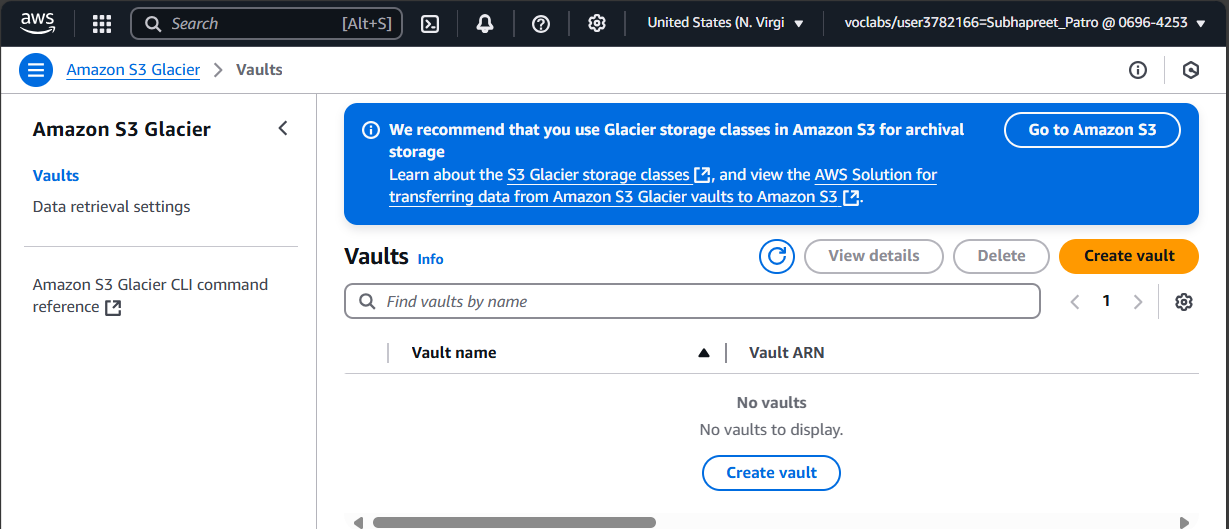 aws
Search [Alt+S]
United States (N. Virgi
voclabs/user3782166=Subhapreet_Patro @ 0696-4253
Amazon S3 Glacier
Vaults
Amazon S3 Glacier
Vaults
Data retrieval settings
Amazon S3 Glacier CLI command
reference
We recommend that you use Glacier storage classes in Amazon S3 for archival
storage
Learn about the S3 Glacier storage classes, and view the AWS Solution for
transferring data from Amazon S3 Glacier vaults to Amazon S3.
Go to Amazon S3
Vaults Info
View details
Delete
Create vault
Find vaults by name
1
Vault name
Vault ARN
No vaults
No vaults to display.
Create vault